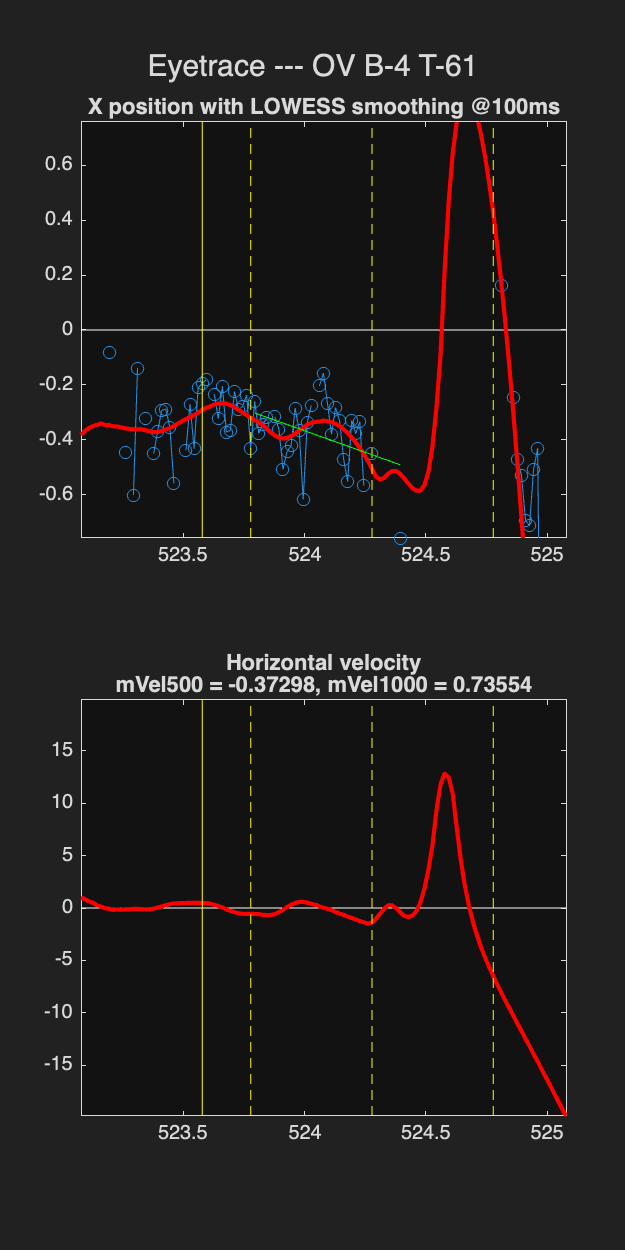 Eyetrace --- OV B-4 T-61
X position with LOWESS smoothing @100ms
0.6
0.4
0.2
0
-0.2
-0.4
-0.6
523.5 524 524.5 525
Horizontal velocity
mVel500 = -0.37298, mVel1000 = 0.73554
15
10
5
0
-5
-10
-15
523.5 524 524.5 525